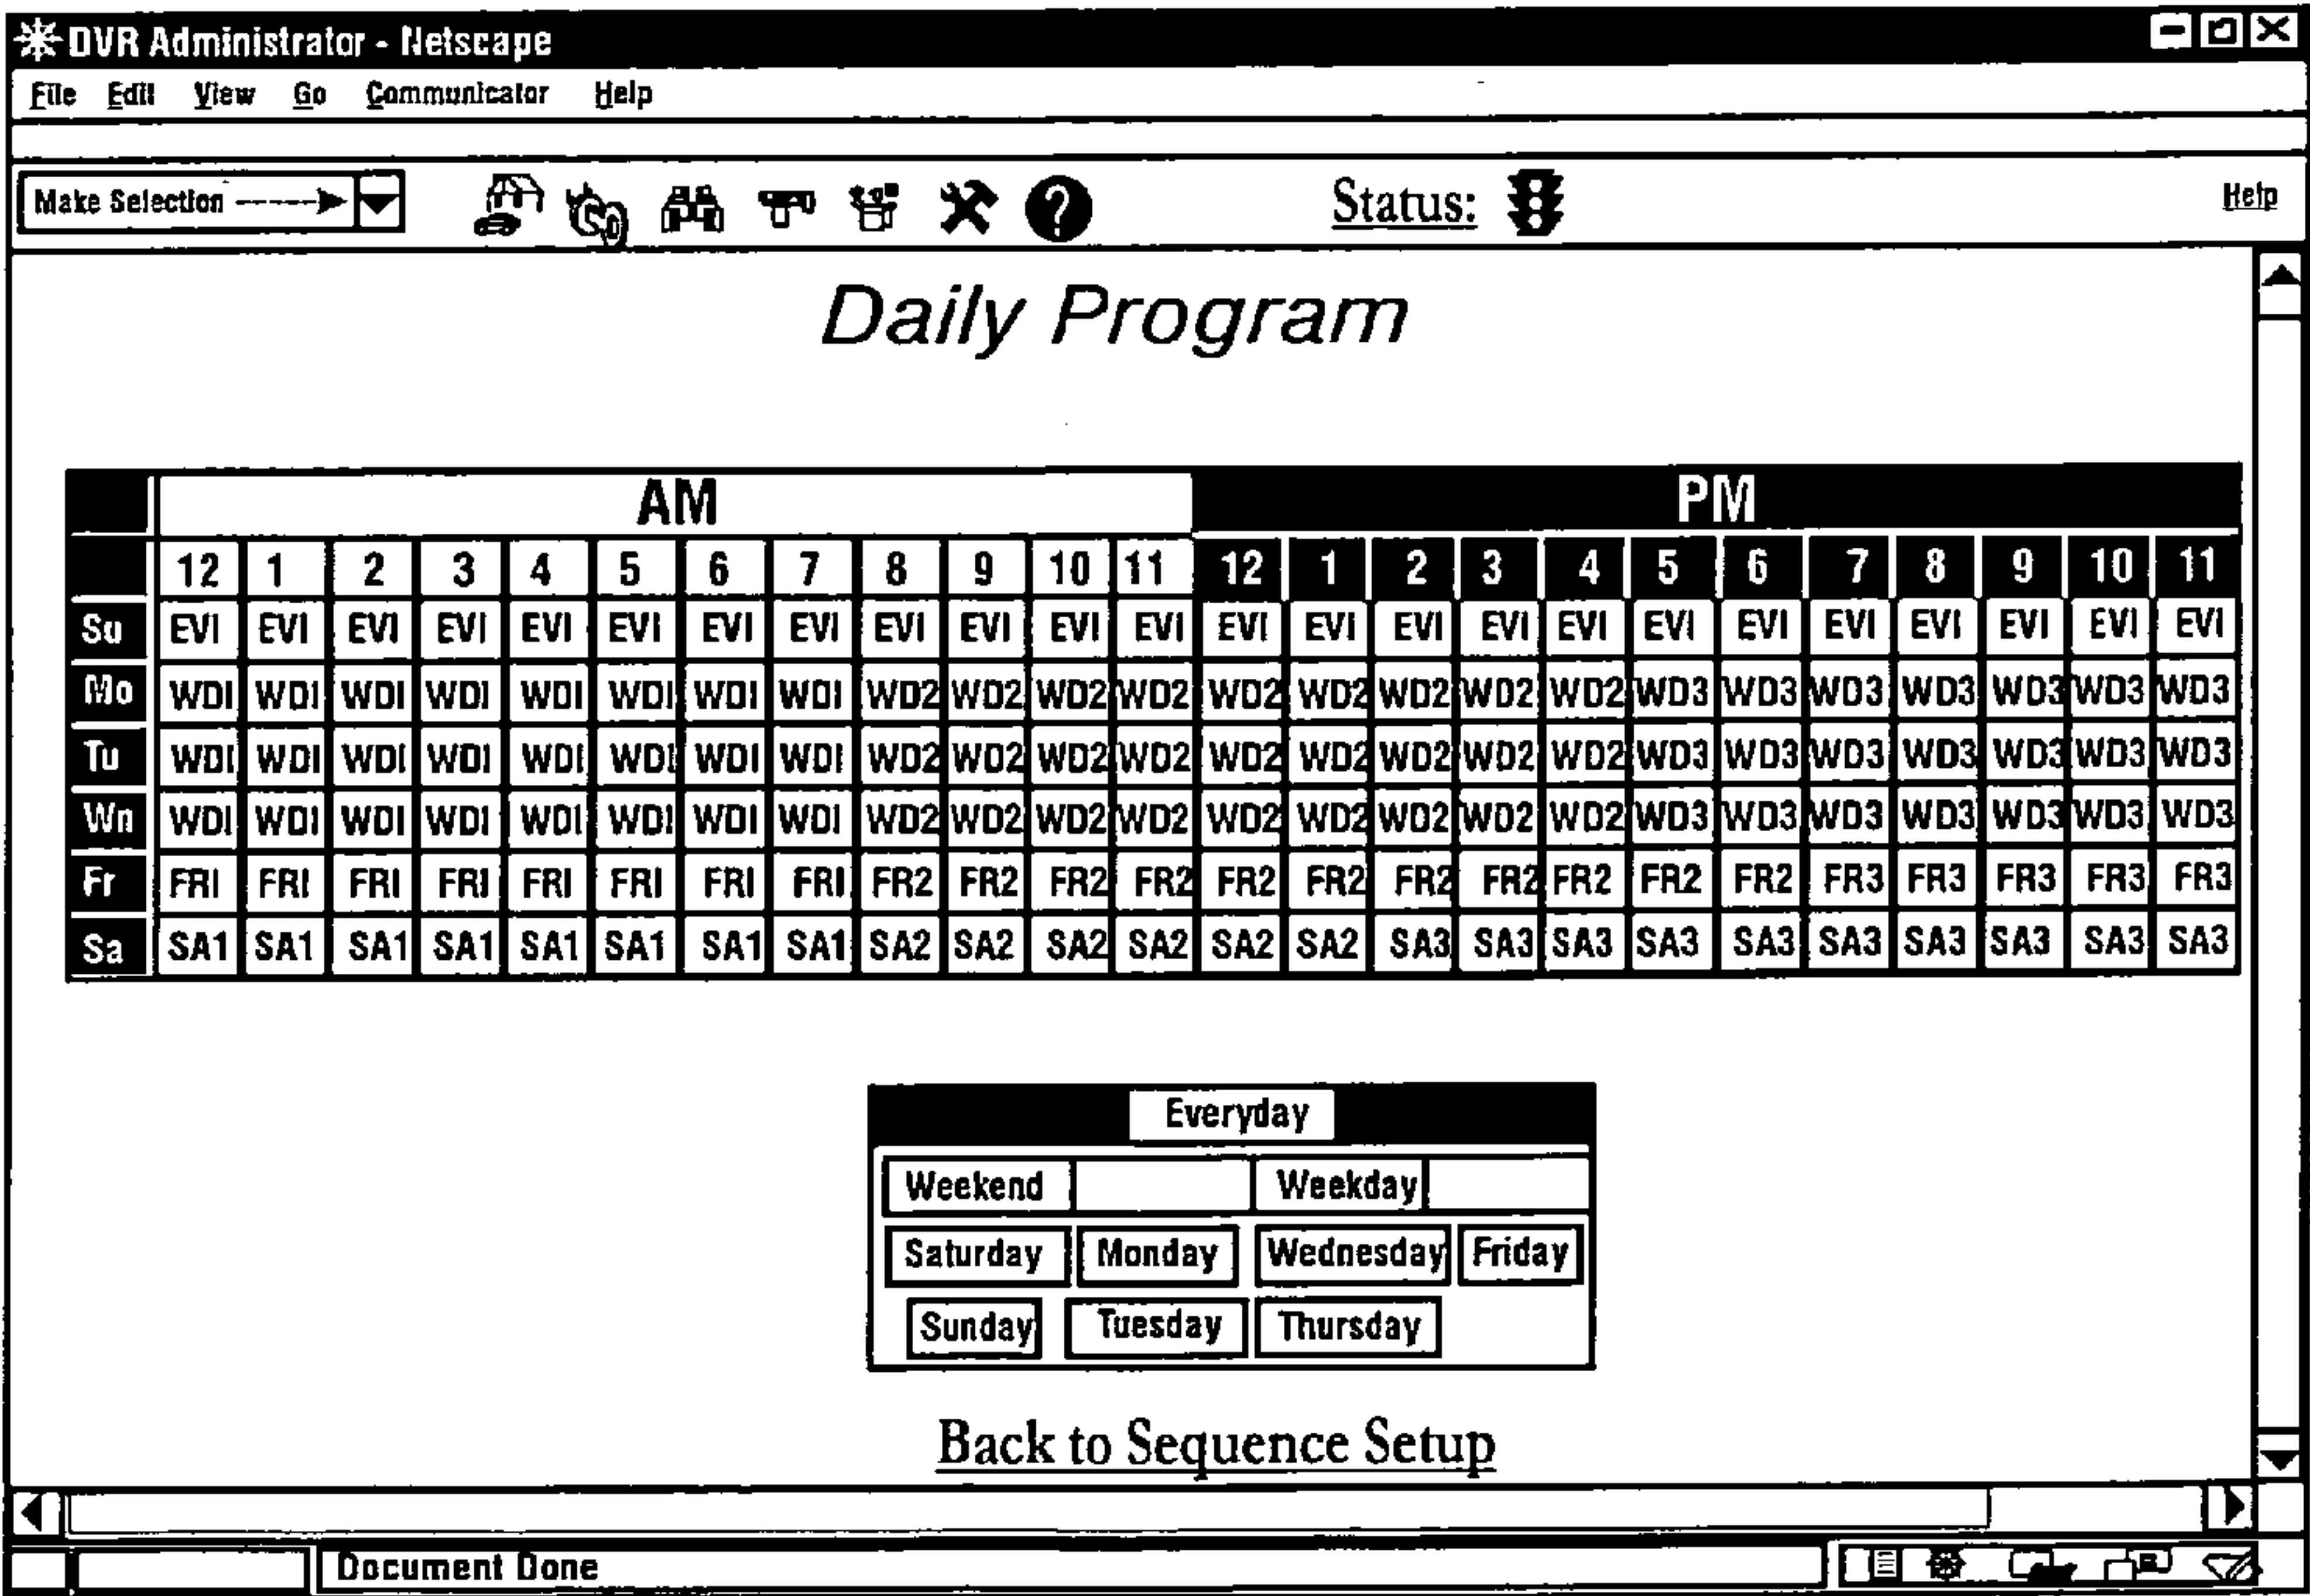 DVR Administrator - Netscape
File Edit View Go Communicator Help
Make Selection -----> Status: Help
Daily Program
AM PM
12 1 2 3 4 5 6 7 8 9 10 11 12 1 2 3 4 5 6 7 8 9 10 11
Su EVI EVI EVI EVI EVI EVI EVI EVI EVI EVI EVI EVI EVI EVI EVI EVI EVI EVI EVI EVI EVI EVI EVI EVI
Mo WDI WDI WDI WDI WDI WDI WDI WDI WD2 WD2 WD2 WD2 WD2 WD2 WD2 WD2 WD2 WD3 WD3 WD3 WD3 WD3 WD3 WD3
Tu WDI WDI WDI WDI WDI WDI WDI WDI WD2 WD2 WD2 WD2 WD2 WD2 WD2 WD2 WD2 WD3 WD3 WD3 WD3 WD3 WD3 WD3
Wn WDI WDI WDI WDI WDI WDI WDI WDI WD2 WD2 WD2 WD2 WD2 WD2 WD2 WD2 WD2 WD3 WD3 WD3 WD3 WD3 WD3 WD3
Fr FRI FRI FRI FRI FRI FRI FRI FRI FR2 FR2 FR2 FR2 FR2 FR2 FR2 FR2 FR2 FR2 FR2 FR3 FR3 FR3 FR3 FR3
Sa SA1 SA1 SA1 SA1 SA1 SA1 SA1 SA1 SA2 SA2 SA2 SA2 SA2 SA2 SA3 SA3 SA3 SA3 SA3 SA3 SA3 SA3 SA3 SA3
Everyday
Weekend Weekday
Saturday Monday Wednesday Friday
Sunday Tuesday Thursday
Back to Sequence Setup
Document Done